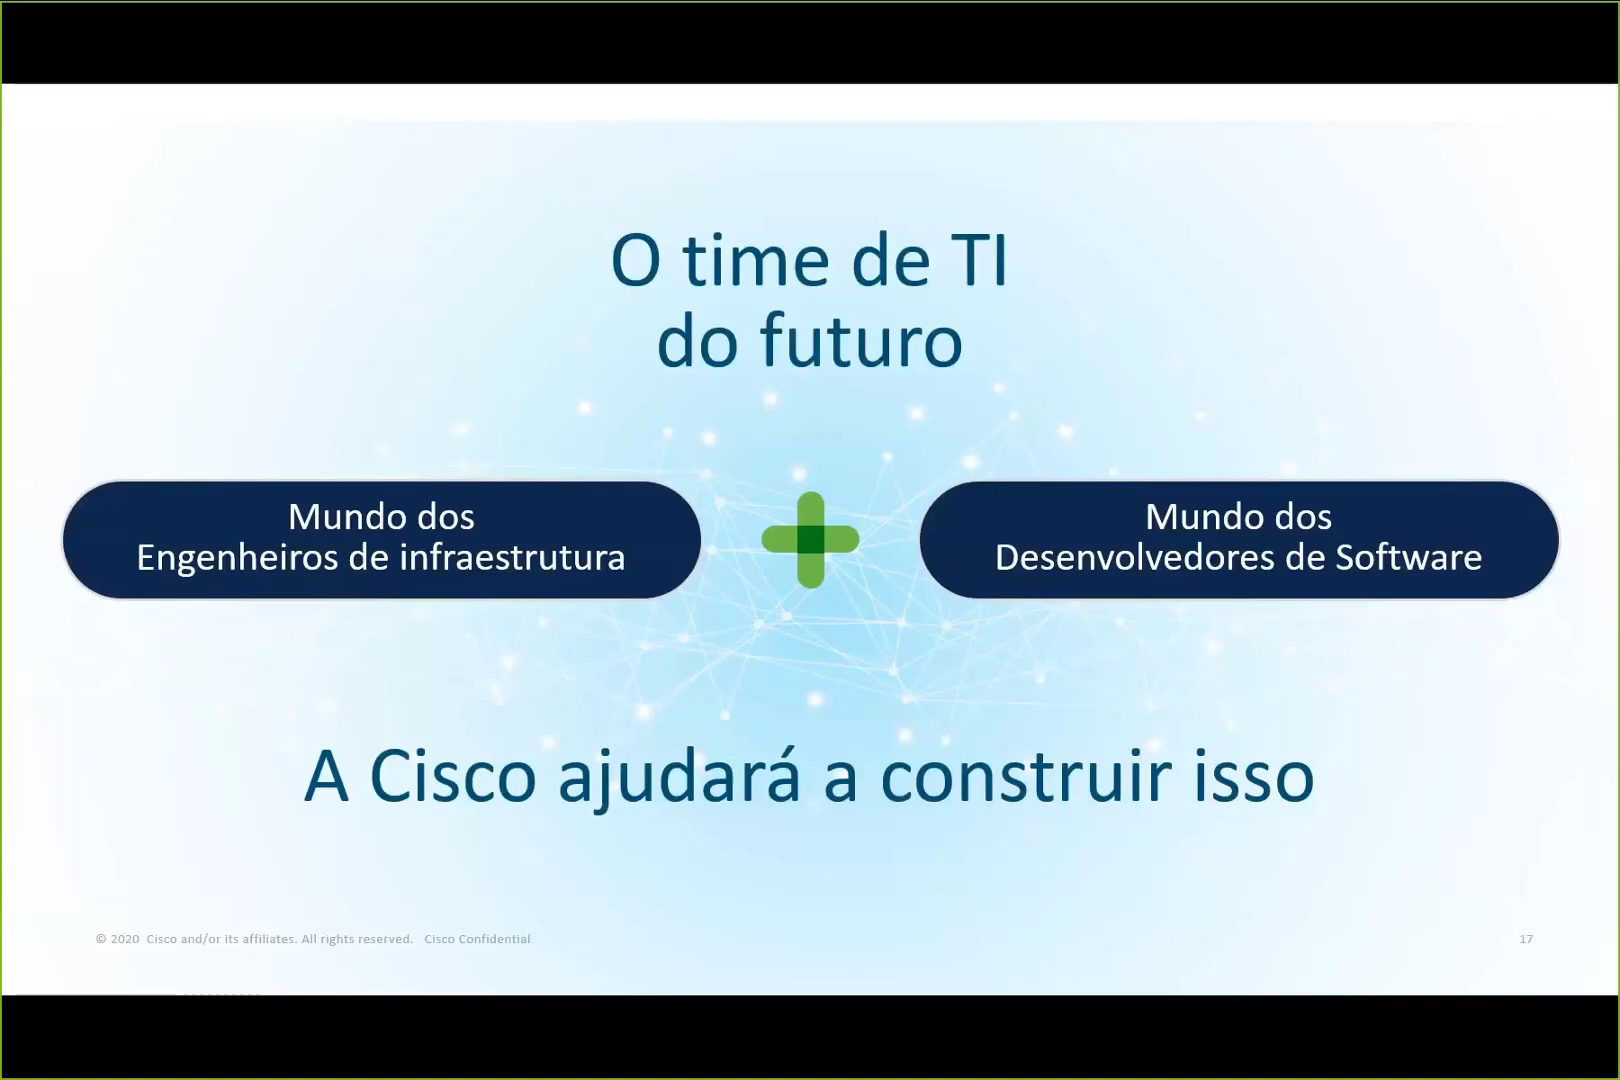 O time de TI
do futuro
Mundo dos
Engenheiros de infraestrutura
Mundo dos
Desenvolvedores de Software
A Cisco ajudará a construir isso
© 2020 Cisco and/or its affiliates. All rights reserved. Cisco Confidential
17